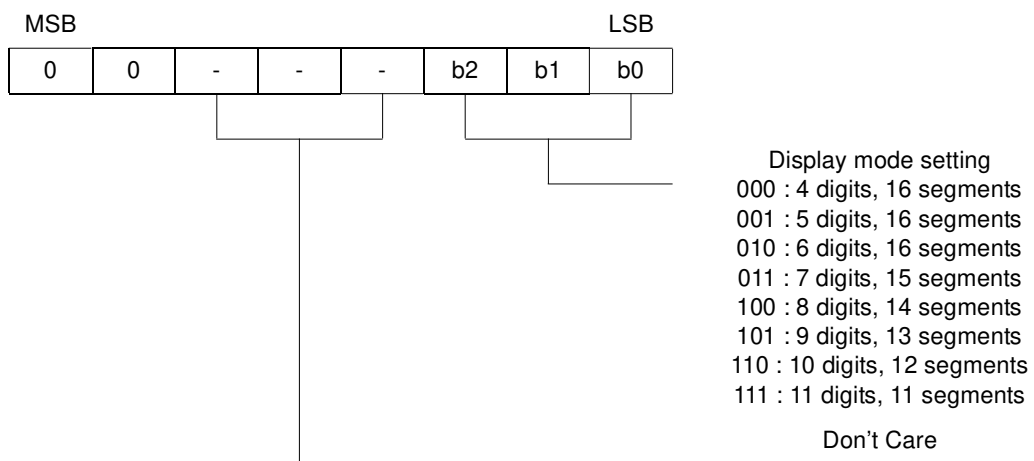 MSB LSB
0 0 - - - b2 b1 b0
Display mode setting
000 : 4 digits, 16 segments
001 : 5 digits, 16 segments
010 : 6 digits, 16 segments
011 : 7 digits, 15 segments
100 : 8 digits, 14 segments
101 : 9 digits, 13 segments
110 : 10 digits, 12 segments
111 : 11 digits, 11 segments
Don't Care